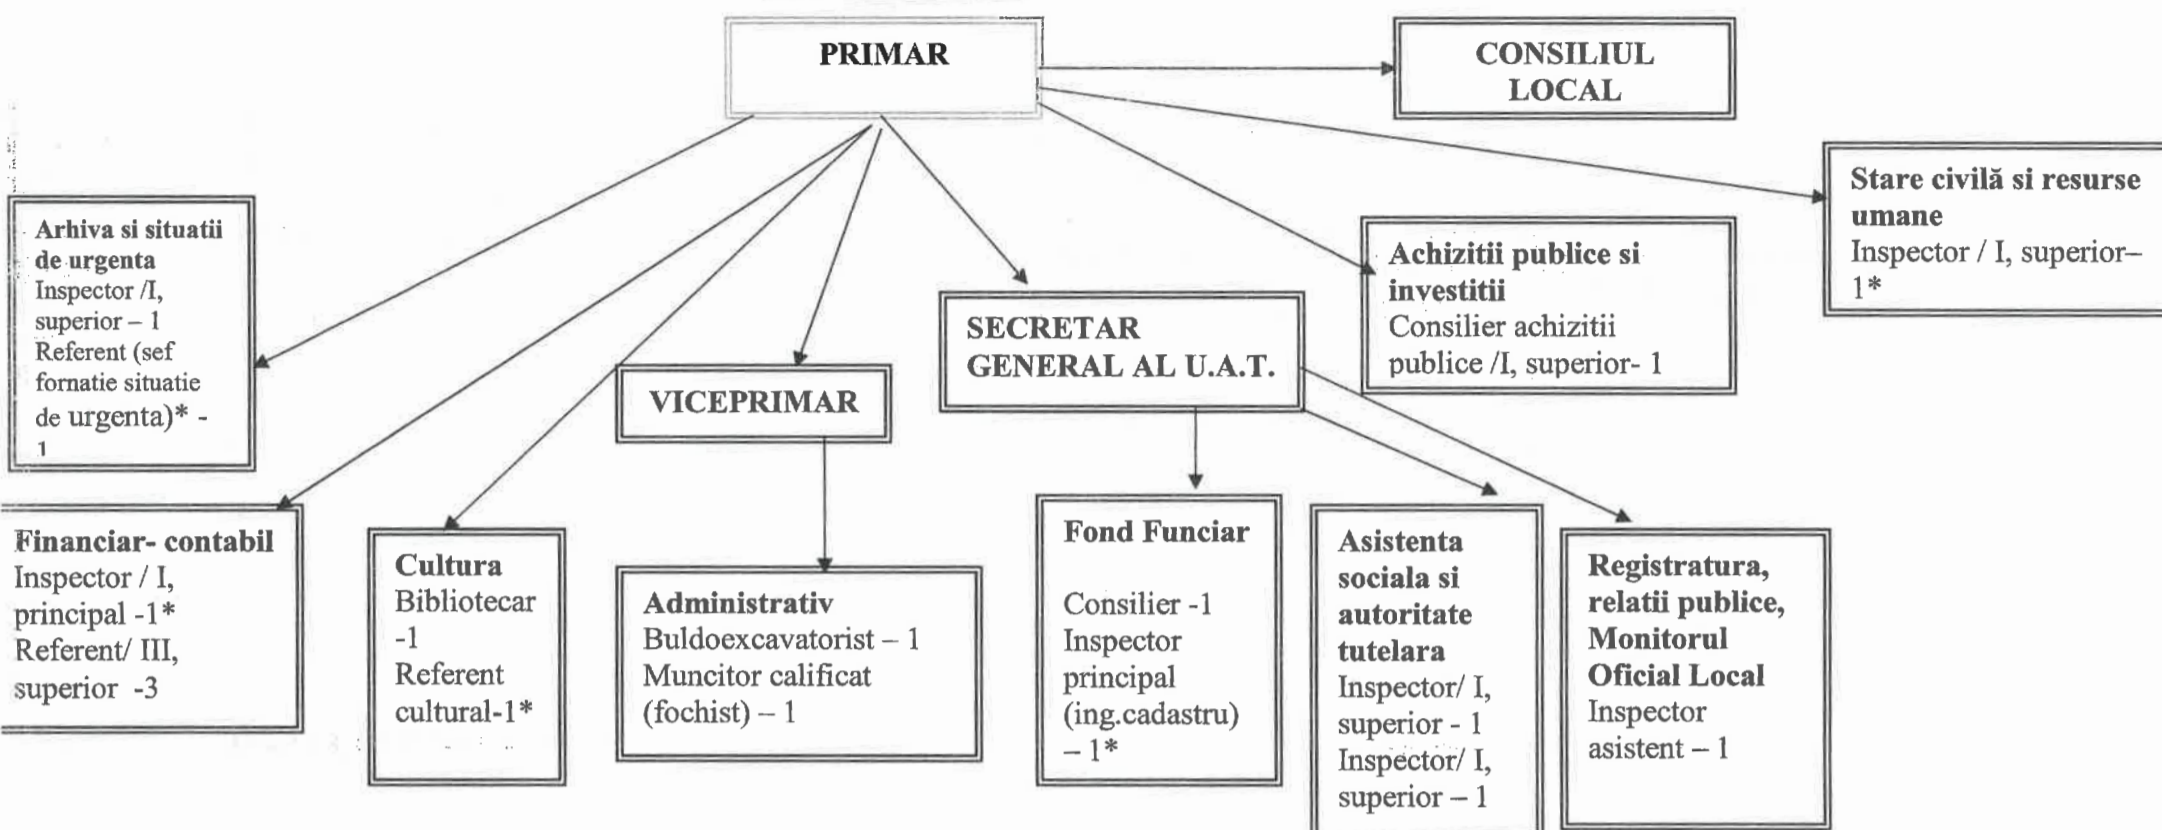 PRIMAR
CONSILIUL
LOCAL
Stare civilă si resurse
umane
Inspector / I, superior–
1*
Arhiva si situatii
de urgenta
Inspector /I,
superior – 1
Referent (sef
fornatie situatie
de urgenta)* -
1
Achizitii publice si
investitii
Consilier achizitii
publice /I, superior- 1
SECRETAR
GENERAL AL U.A.T.
VICEPRIMAR
Financiar- contabil
Inspector / I,
principal -1*
Referent/ III,
superior -3
Cultura
Bibliotecar
-1
Referent
cultural-1*
Administrativ
Buldoexcavatorist – 1
Muncitor calificat
(fochist) – 1
Fond Funciar
Consilier -1
Inspector
principal
(ing.cadastru)
– 1*
Asistenta
sociala si
autoritate
tutelara
Inspector/ I,
superior - 1
Inspector/ I,
superior – 1
Registratura,
relatii publice,
Monitorul
Oficial Local
Inspector
asistent – 1